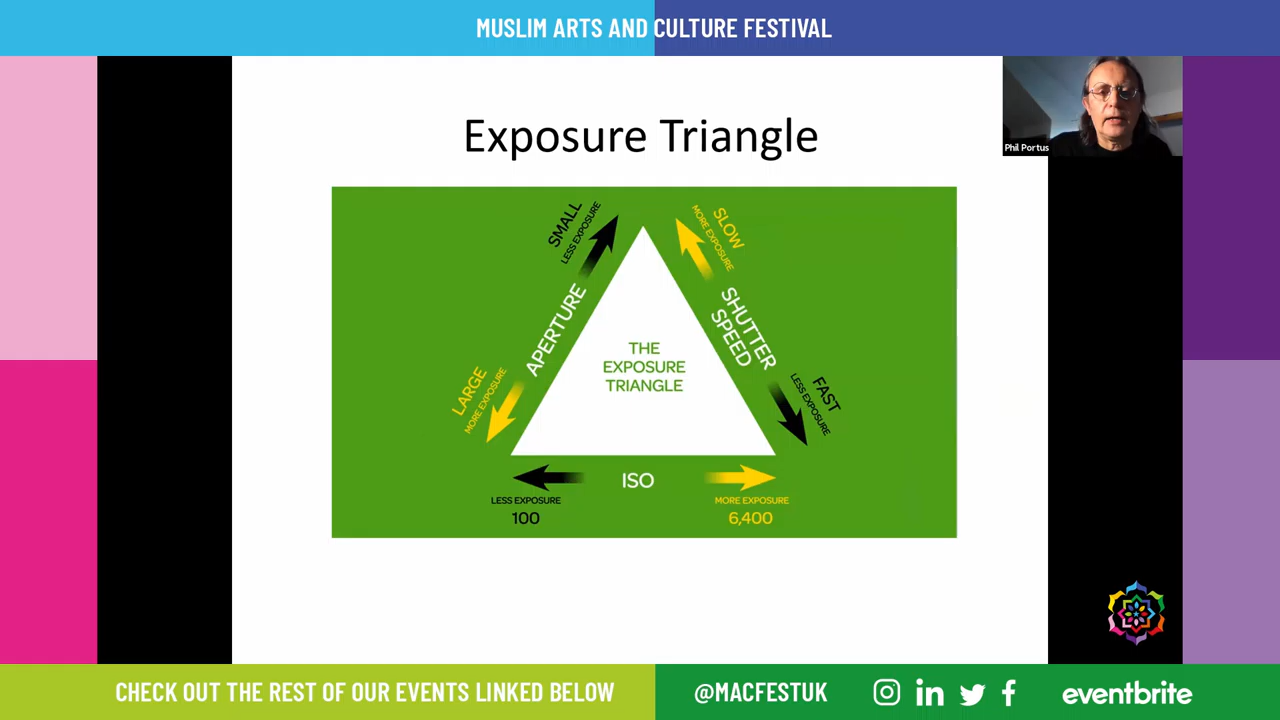 MUSLIM ARTS AND CULTURE FESTIVAL
Phil Portus
Exposure Triangle
SMALL
LESS EXPOSURE
SLOW
MORE EXPOSURE
APERTURE
SHUTTER
SPEED
THE
EXPOSURE
TRIANGLE
LARGE
MORE EXPOSURE
FAST
LESS EXPOSURE
ISO
LESS EXPOSURE
100
MORE EXPOSURE
6,400
CHECK OUT THE REST OF OUR EVENTS LINKED BELOW
@MACFESTUK
eventbrite